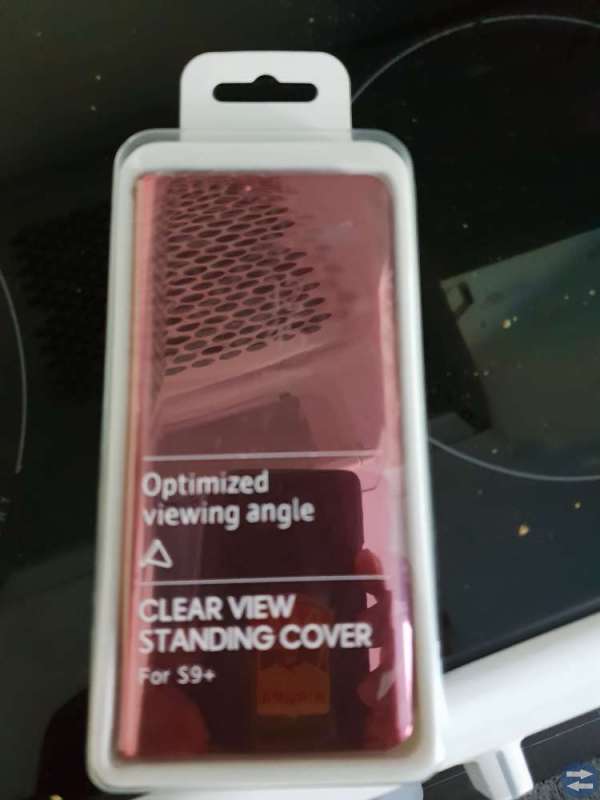 Optimized
viewing angle
CLEAR VIEW
STANDING COVER
For S9+